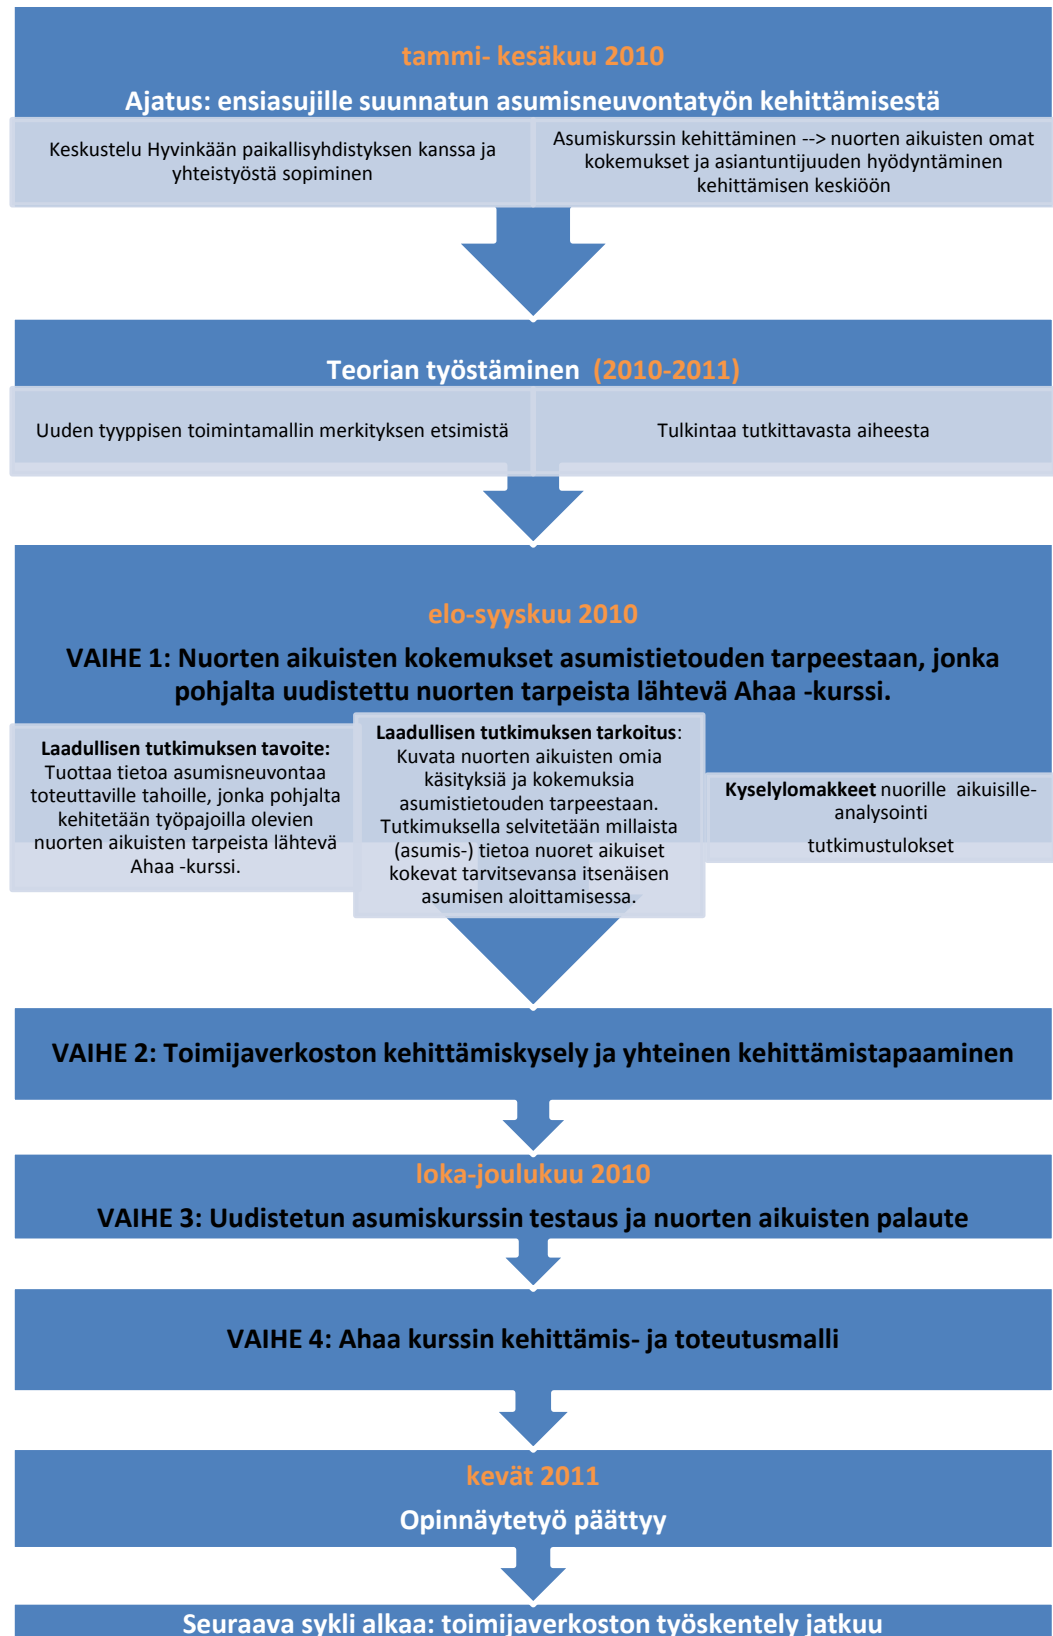 tammi- kesäkuu 2010
Ajatus: ensiasujille suunnatun asumisneuvontatyön kehittämisestä
Keskustelu Hyvinkään paikallisyhdistyksen kanssa ja
yhteistyöstä sopiminen
Asumiskurssin kehittäminen --> nuorten aikuisten omat
kokemukset ja asiantuntijuuden hyödyntäminen
kehittämisen keskiöön
Teorian työstäminen (2010-2011)
Uuden tyyppisen toimintamallin merkityksen etsimistä
Tulkintaa tutkittavasta aiheesta
elo-syyskuu 2010
VAIHE 1: Nuorten aikuisten kokemukset asumistietouden tarpeestaan, jonka
pohjalta uudistettu nuorten tarpeista lähtevä Ahaa -kurssi.
Laadullisen tutkimuksen tavoite:
Tuottaa tietoa asumisneuvontaa
toteuttaville tahoille, jonka pohjalta
kehitetään työpajoilla olevien
nuorten aikuisten tarpeista lähtevä
Ahaa -kurssi.
Laadullisen tutkimuksen tarkoitus:
Kuvata nuorten aikuisten omia
käsityksiä ja kokemuksia
asumistietouden tarpeestaan.
Tutkimuksella selvitetään millaista
(asumis-) tietoa nuoret aikuiset
kokevat tarvitsevansa itsenäisen
asumisen aloittamisessa.
Kyselylomakkeet nuorille aikuisille-
analysointi
tutkimustulokset
VAIHE 2: Toimijaverkoston kehittämiskysely ja yhteinen kehittämistapaaminen
loka-joulukuu 2010
VAIHE 3: Uudistetun asumiskurssin testaus ja nuorten aikuisten palaute
VAIHE 4: Ahaa kurssin kehittämis- ja toteutusmalli
kevät 2011
Opinnäytetyö päättyy
Seuraava sykli alkaa: toimijaverkoston työskentely jatkuu